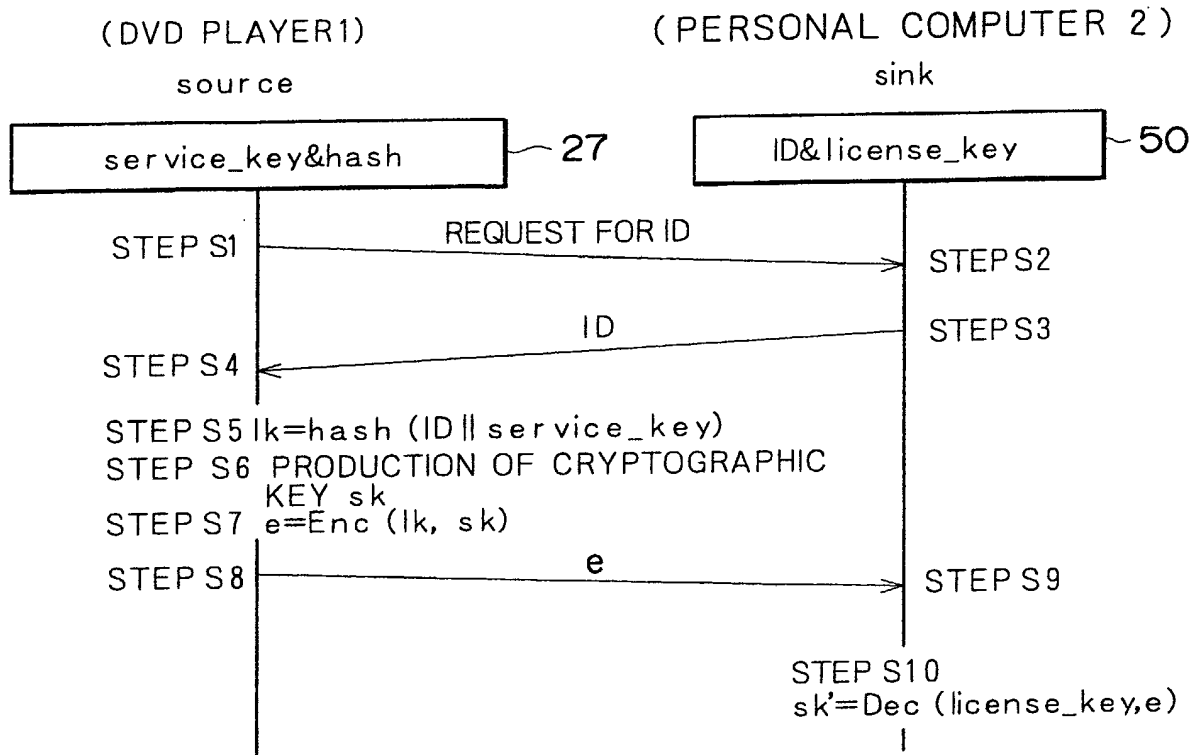 (DVD PLAYER1)
(PERSONAL COMPUTER 2)
source
sink
service_key&hash
27
ID&license_key
50
STEP S1
REQUEST FOR ID
STEP S2
ID
STEP S3
STEP S4
STEP S5 lk=hash (ID || service_key)
STEP S6 PRODUCTION OF CRYPTOGRAPHIC
KEY sk
STEP S7 e=Enc (lk, sk)
STEP S8
e
STEP S9
STEP S10
sk'=Dec (license_key,e)